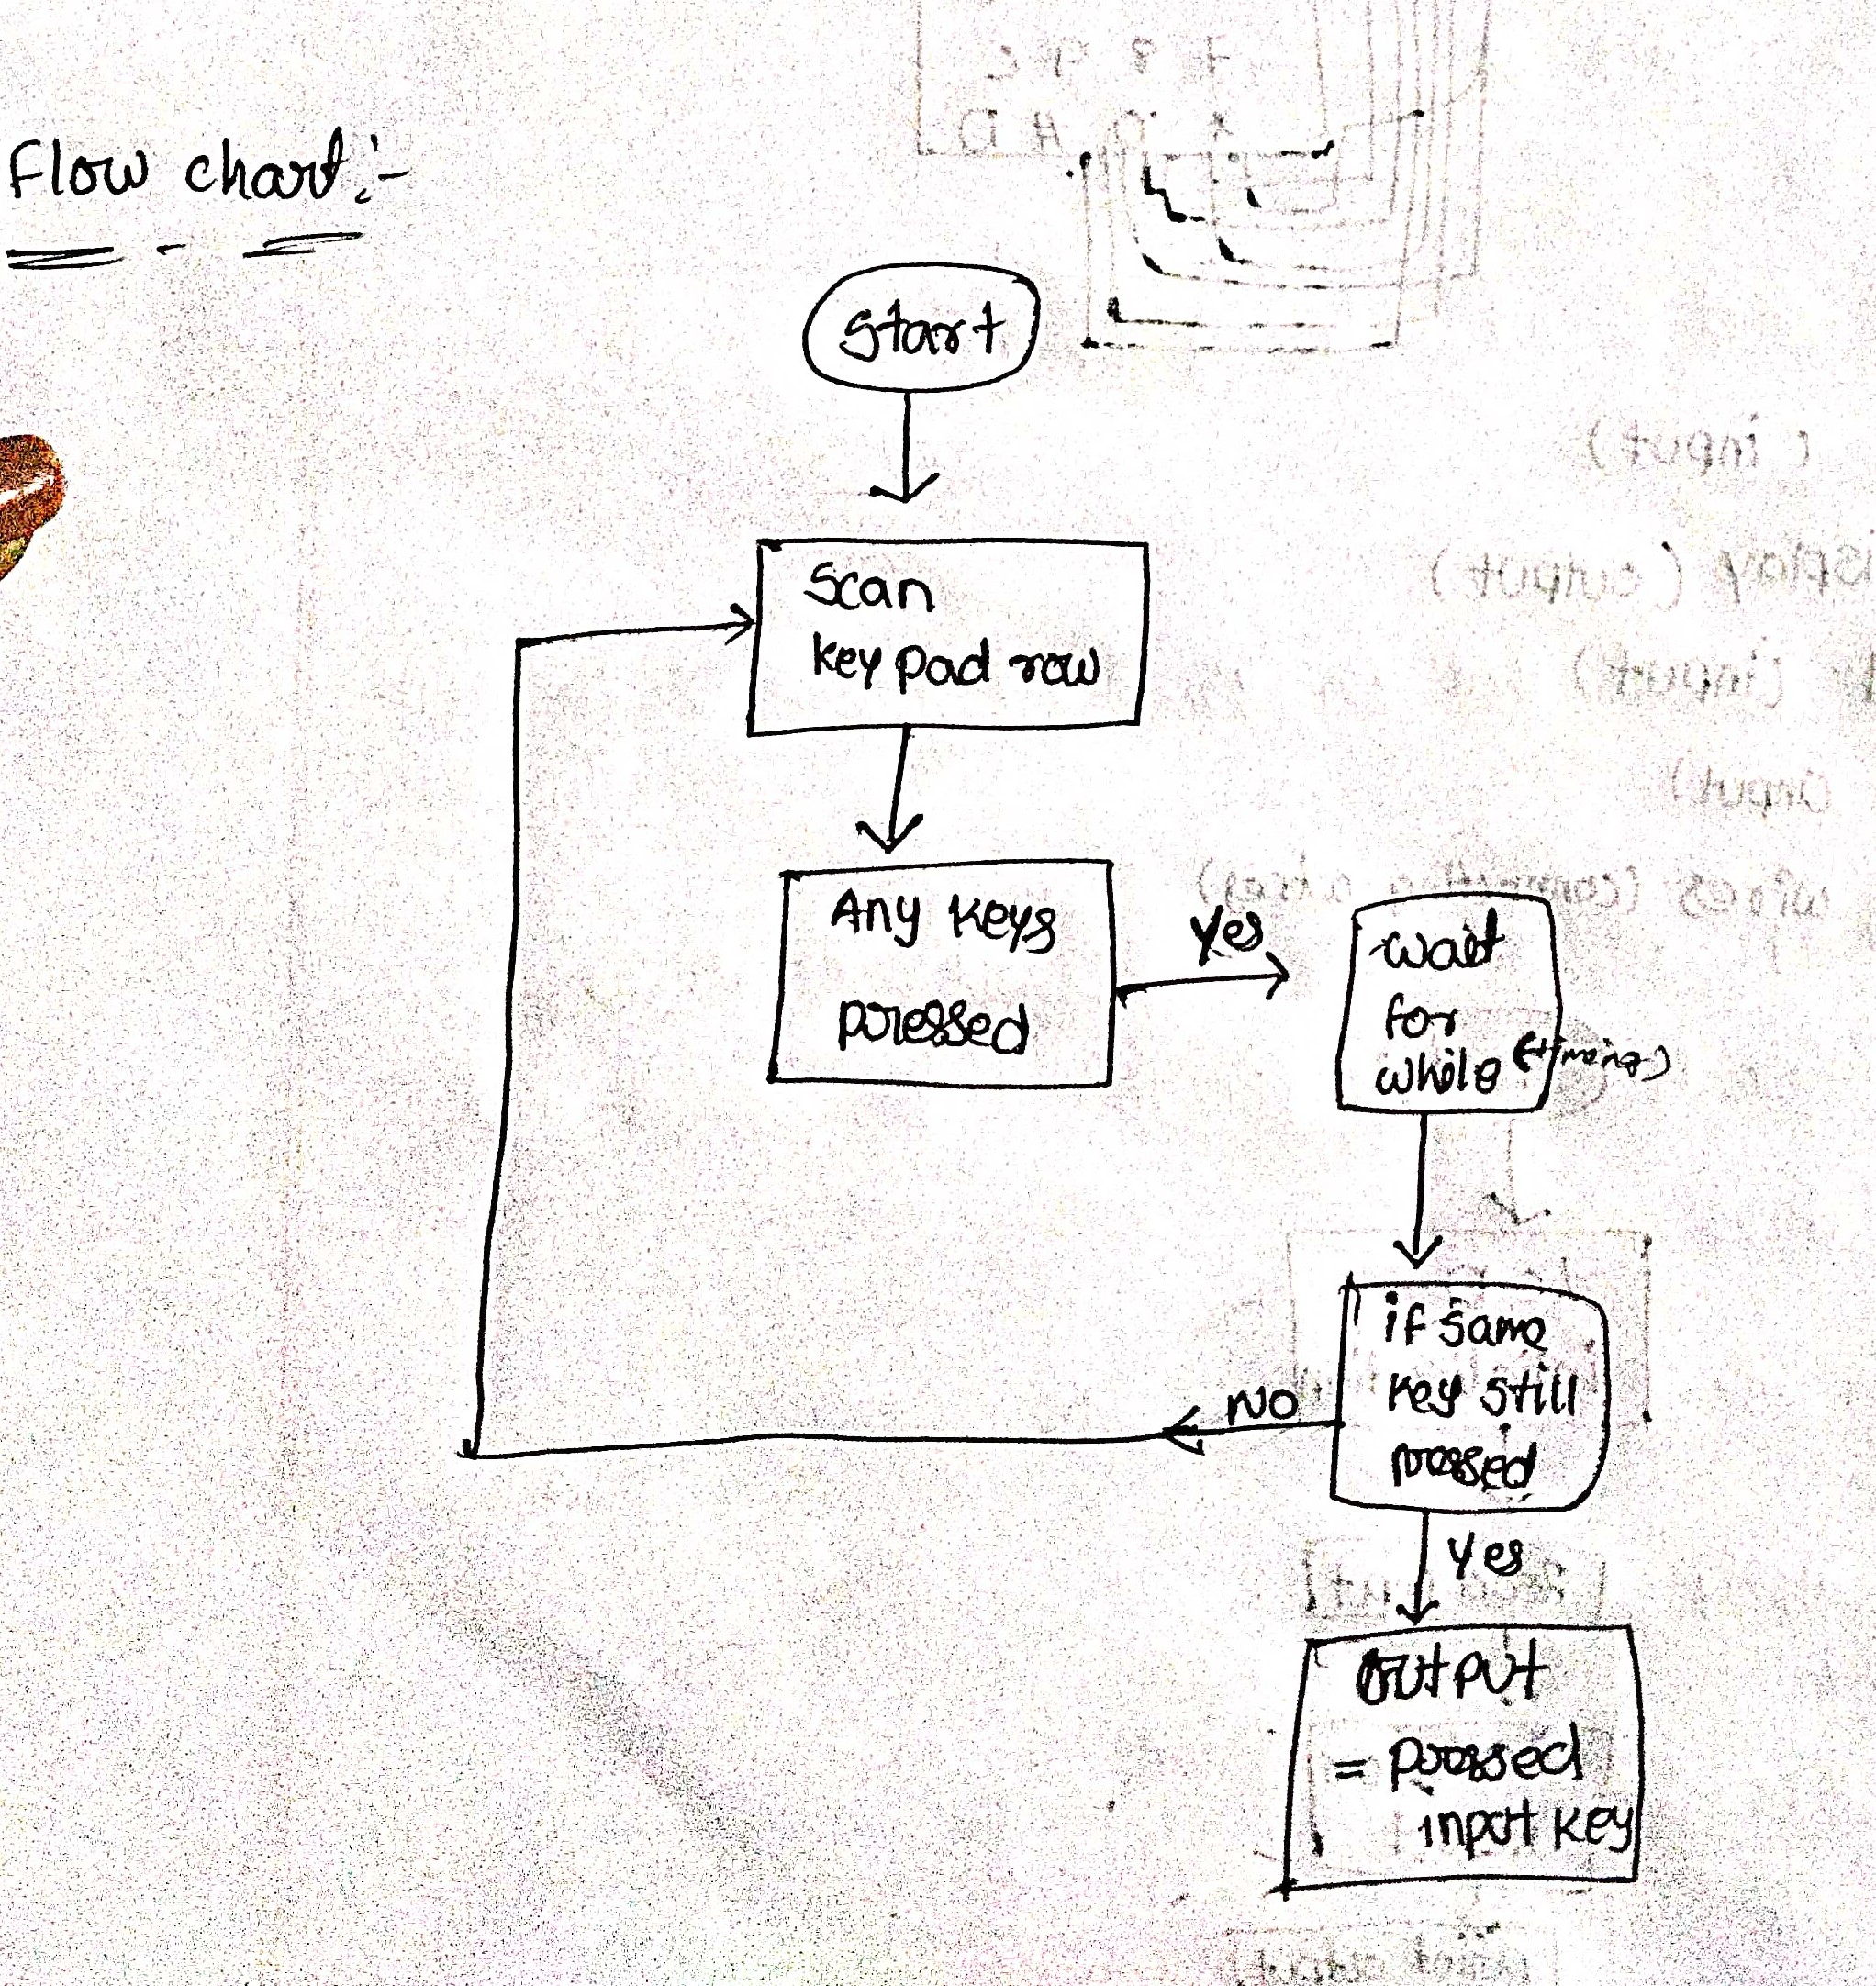 Flow chart:-
Start
Scan
key pad row
Any keys
pressed
Yes
wait
for
while (timing)
if same
key still
pressed
NO
Yes
output
= pressed
input key